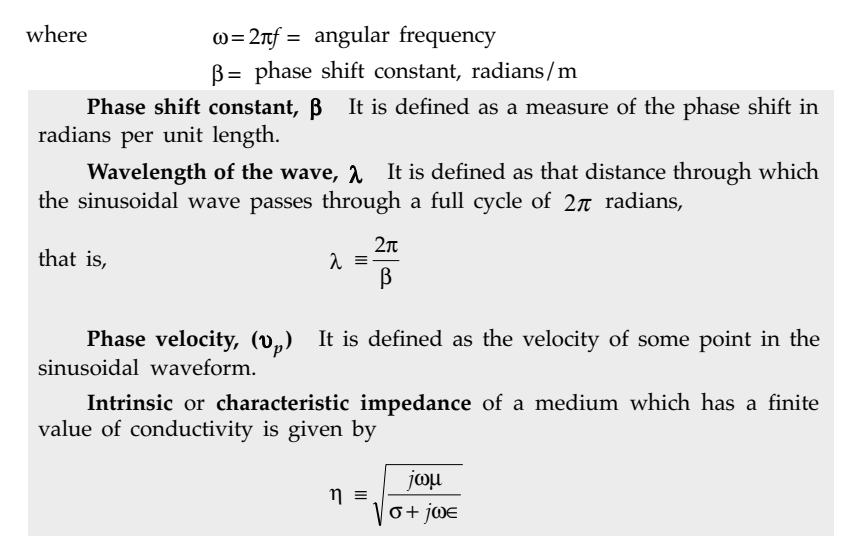 where ω = 2πf = angular frequency
β = phase shift constant, radians/m
Phase shift constant, β It is defined as a measure of the phase shift in
radians per unit length.
Wavelength of the wave, λ It is defined as that distance through which
the sinusoidal wave passes through a full cycle of 2π radians,
that is, λ ≡ 2π/β
Phase velocity, (υₚ) It is defined as the velocity of some point in the
sinusoidal waveform.
Intrinsic or characteristic impedance of a medium which has a finite
value of conductivity is given by
η ≡ √(jωμ/(σ + jω∈))